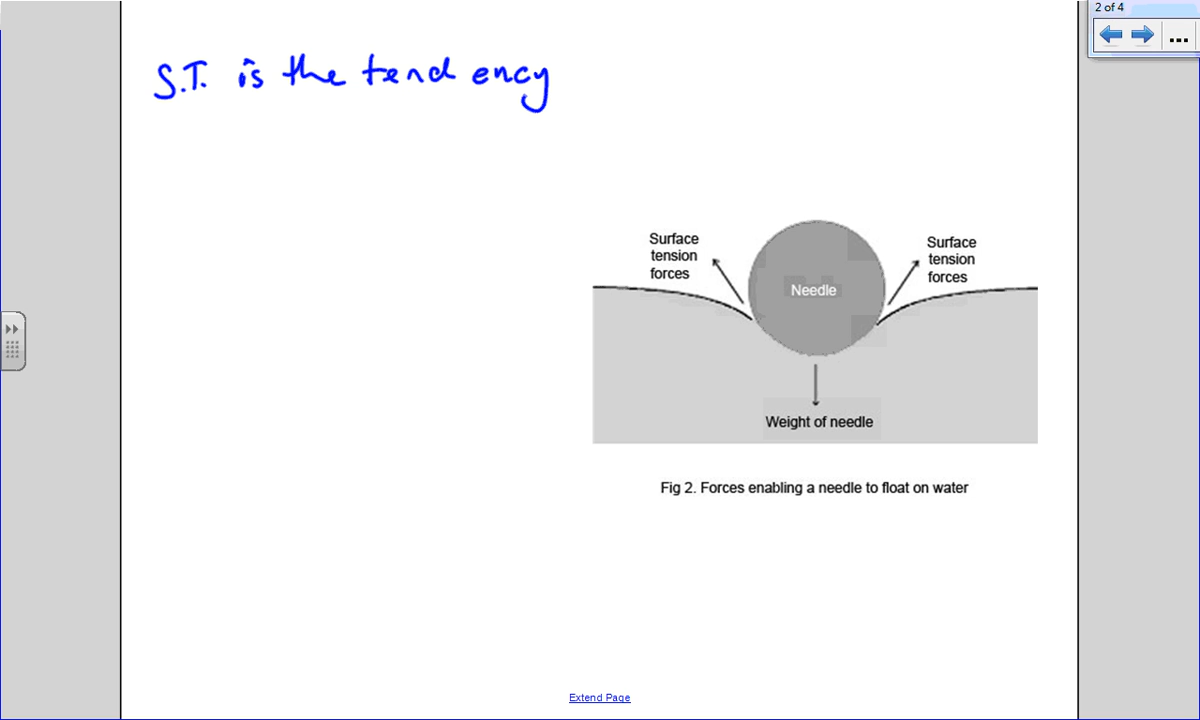 2 of 4
...
S.T. is the tendency
Surface
tension
forces
Needle
Surface
tension
forces
Weight of needle
Fig 2. Forces enabling a needle to float on water
Extend Page